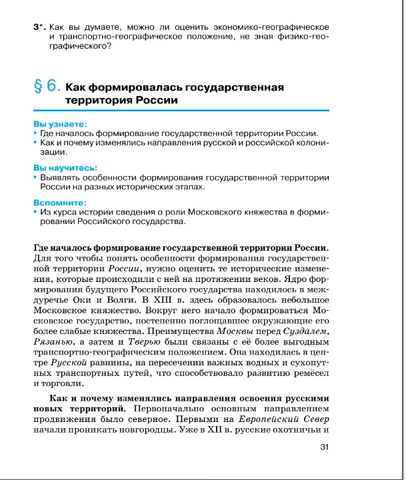 3*. Как вы думаете, можно ли оценить экономико-географическое
и транспортно-географическое положение, не зная физико-гео-
графического?
§ 6. Как формировалась государственная
территория России
Вы узнаете:
• Где началось формирование государственной территории России.
• Как и почему изменялись направления русской и российской колони-
зации.
Вы научитесь:
• Выявлять особенности формирования государственной территории
России на разных исторических этапах.
Вспомните:
• Из курса истории сведения о роли Московского княжества в форми-
ровании Российского государства.
Где началось формирование государственной территории России.
Для того чтобы понять особенности формирования государствен-
ной территории России, нужно оценить те исторические измене-
ния, которые происходили с ней на протяжении веков. Ядро фор-
мирования будущего Российского государства находилось в меж-
дуречье Оки и Волги. В XIII в. здесь образовалось небольшое
Московское княжество. Вокруг него начало формироваться Мо-
сковское государство, постепенно поглощавшее окружающие его
более слабые княжества. Преимущества Москвы перед Суздалем,
Рязанью, а затем и Тверью были связаны с её более выгодным
транспортно-географическим положением. Она находилась в цен-
тре Русской равнины, на пересечении важных водных и сухопут-
ных транспортных путей, что способствовало развитию ремёсел
и торговли.
Как и почему изменялись направления освоения русскими
новых территорий. Первоначально основным направлением
продвижения было северное. Первыми на Европейский Север
начали проникать новгородцы. Уже в XII в. русские охотничьи и
31